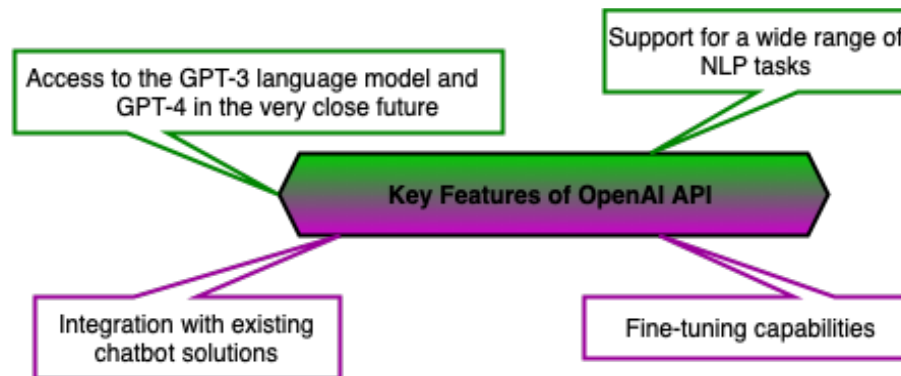 Support for a wide range of
NLP tasks
Access to the GPT-3 language model and
GPT-4 in the very close future
Key Features of OpenAI API
Integration with existing
chatbot solutions
Fine-tuning capabilities